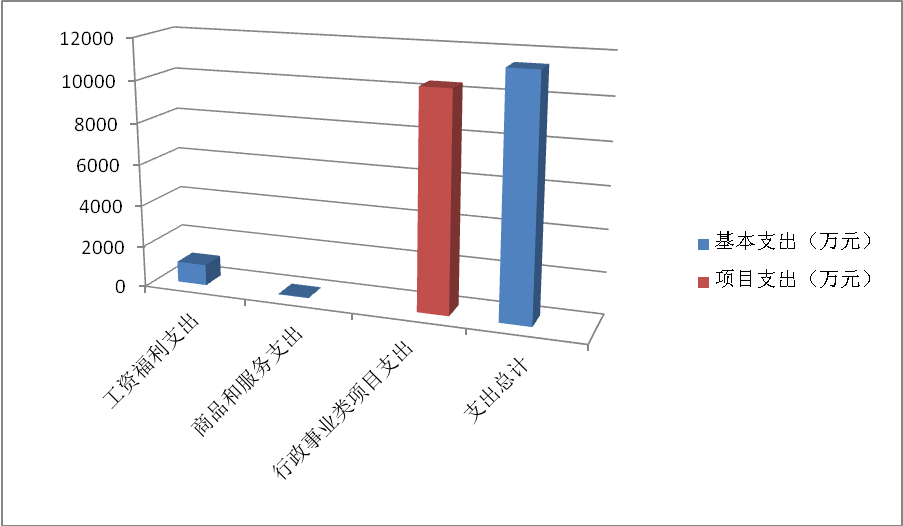 12000
10000
8000
6000
4000
2000
0
工资福利支出
商品和服务支出
行政事业类项目支出
支出总计
基本支出（万元）
项目支出（万元）